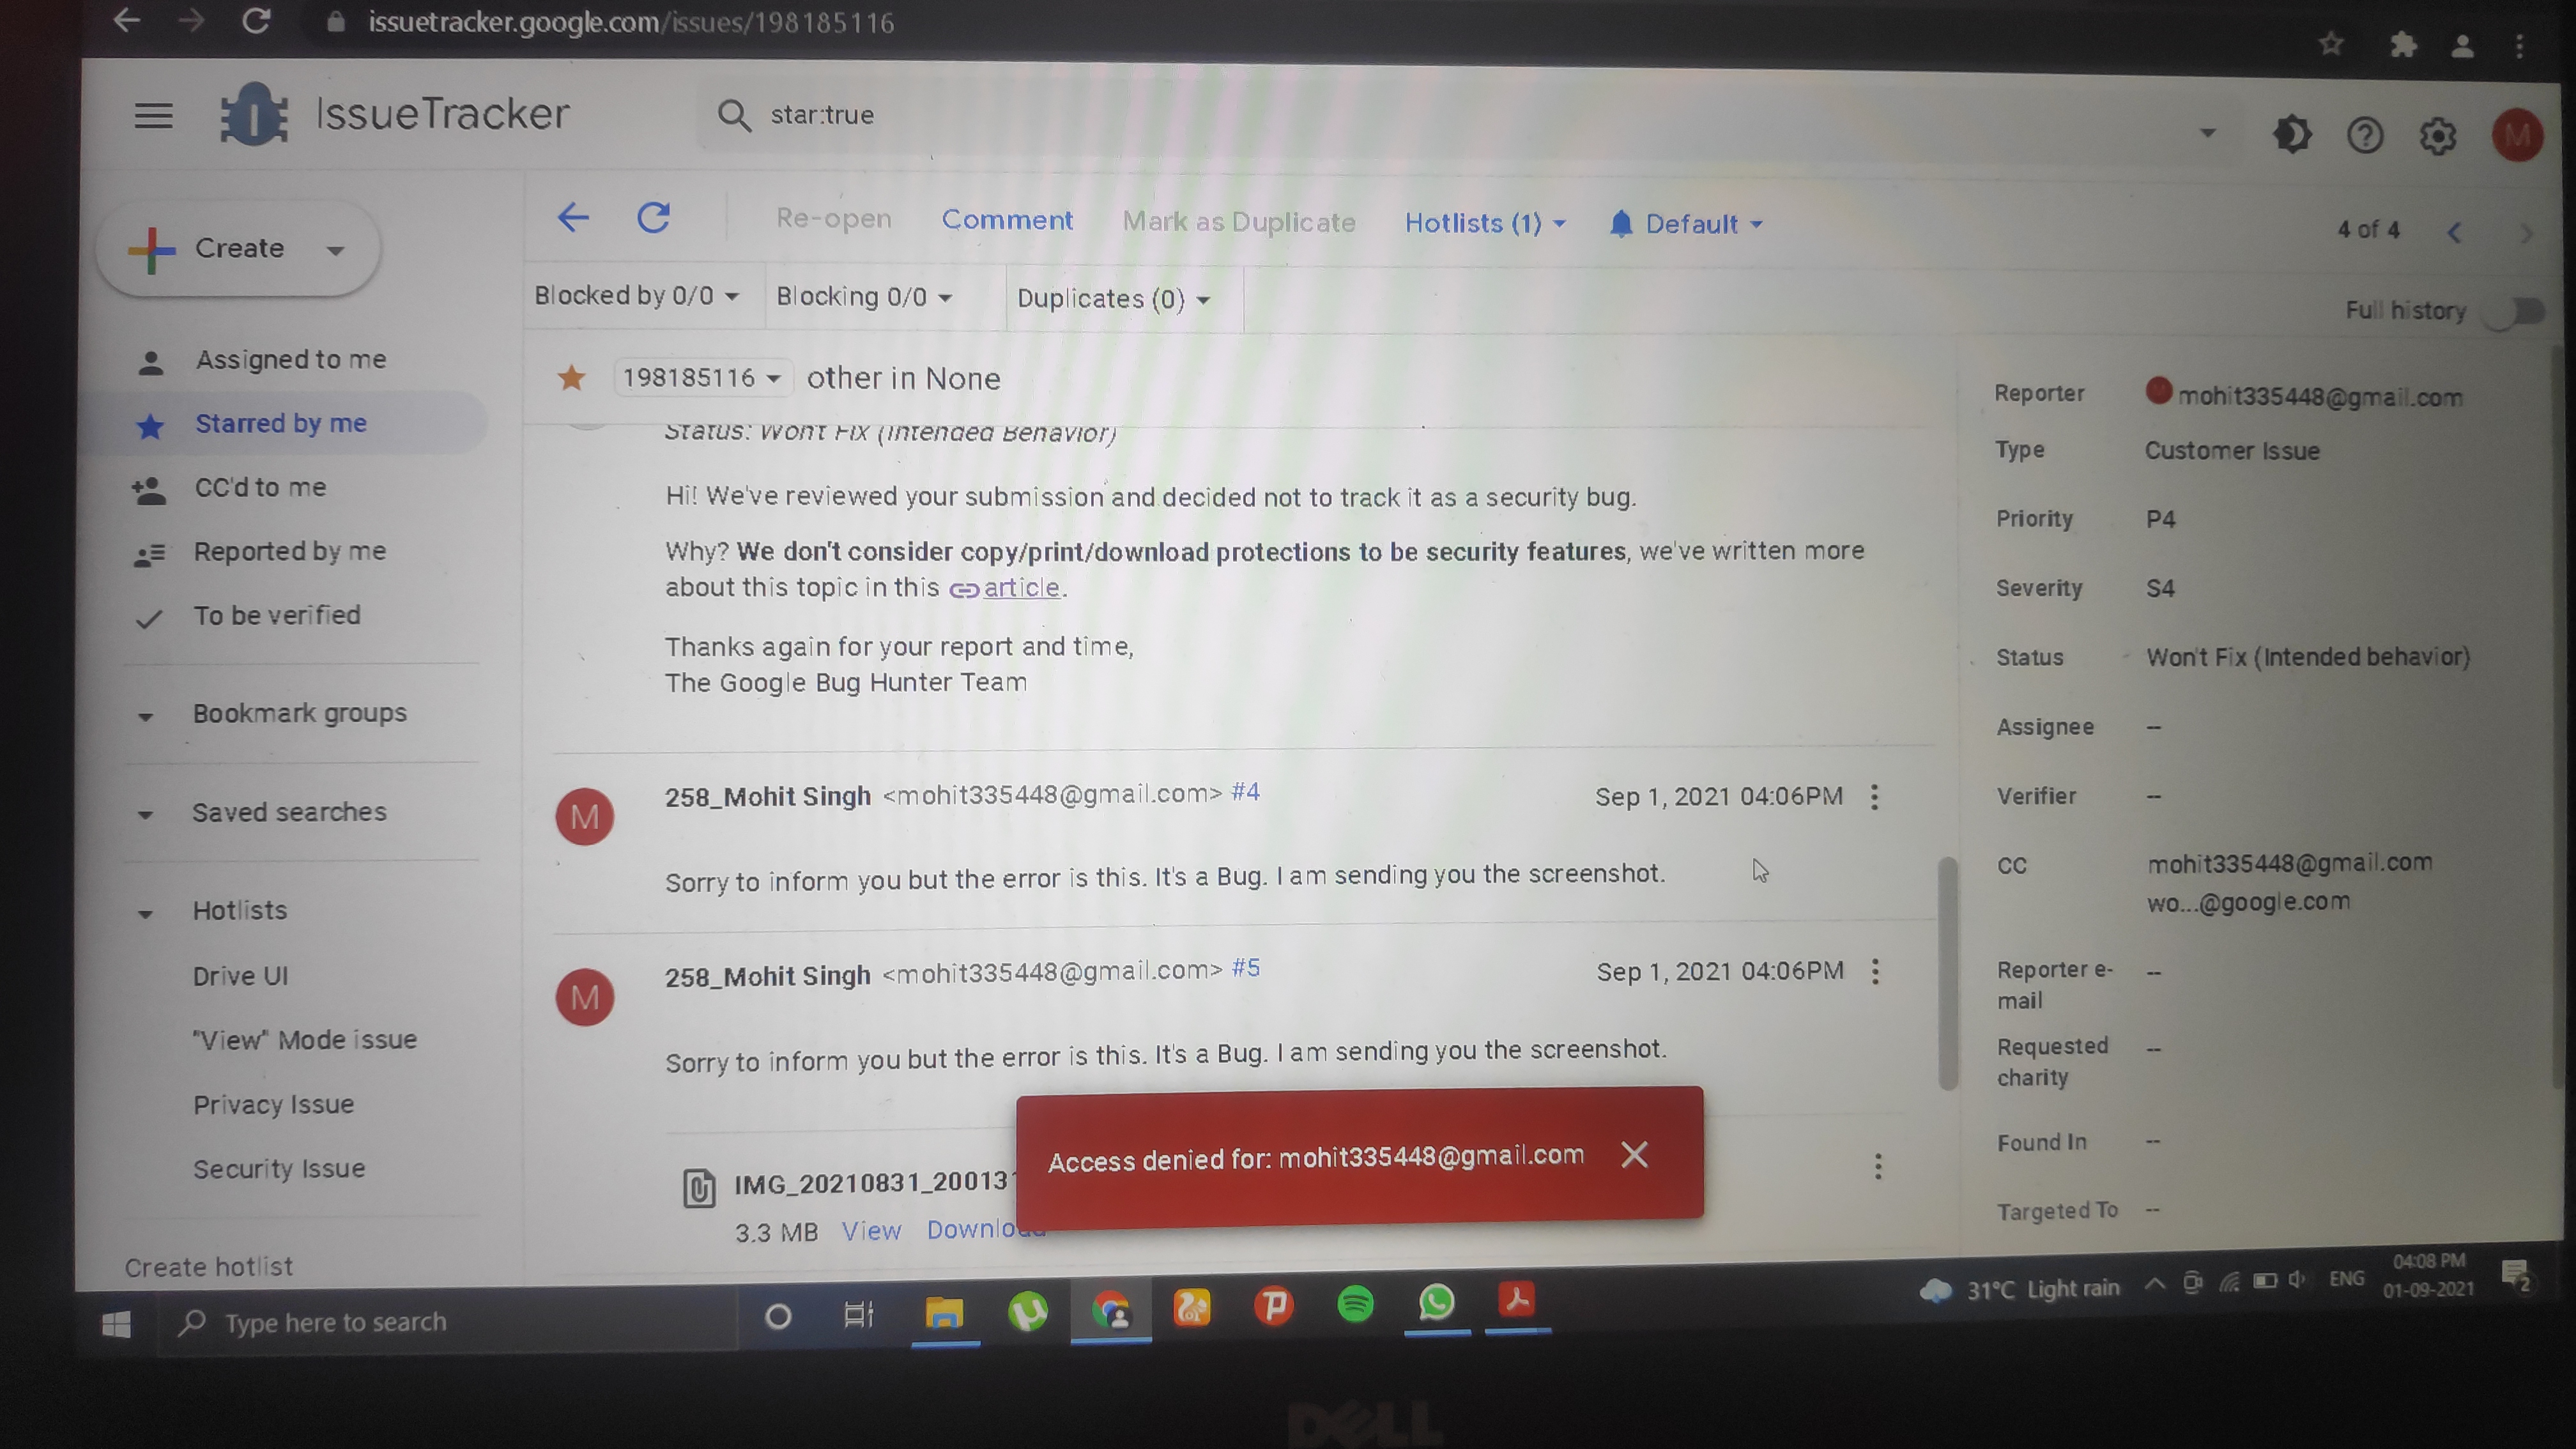 issuetracker.google.com/issues/198185116
IssueTracker
star:true
M
Create
Re-open
Comment
Mark as Duplicate
Hotlists (1)
Default
4 of 4
Blocked by 0/0
Blocking 0/0
Duplicates (0)
Full history
Assigned to me
Starred by me
CC'd to me
Reported by me
To be verified
Bookmark groups
Saved searches
Hotlists
Drive UI
"View" Mode issue
Privacy Issue
Security Issue
Create hotlist
198185116
other in None
Status: Won't Fix (Intended Behavior)
Hi! We've reviewed your submission and decided not to track it as a security bug.
Why? We don't consider copy/print/download protections to be security features, we've written more
about this topic in this article.
Thanks again for your report and time,
The Google Bug Hunter Team
M
258_Mohit Singh <mohit335448@gmail.com> #4
Sep 1, 2021 04:06PM
Sorry to inform you but the error is this. It's a Bug. I am sending you the screenshot.
M
258_Mohit Singh <mohit335448@gmail.com> #5
Sep 1, 2021 04:06PM
Sorry to inform you but the error is this. It's a Bug. I am sending you the screenshot.
IMG_20210831_20013
3.3 MB View Download
Access denied for: mohit335448@gmail.com
Reporter
mohit335448@gmail.com
Type
Customer Issue
Priority
P4
Severity
S4
Status
Won't Fix (Intended behavior)
Assignee
--
Verifier
--
CC
mohit335448@gmail.com
wo...@google.com
Reporter e-
mail
--
Requested
charity
--
Found In
--
Targeted To
--
Type here to search
31°C Light rain
ENG
04:08 PM
01-09-2021
2
DELL